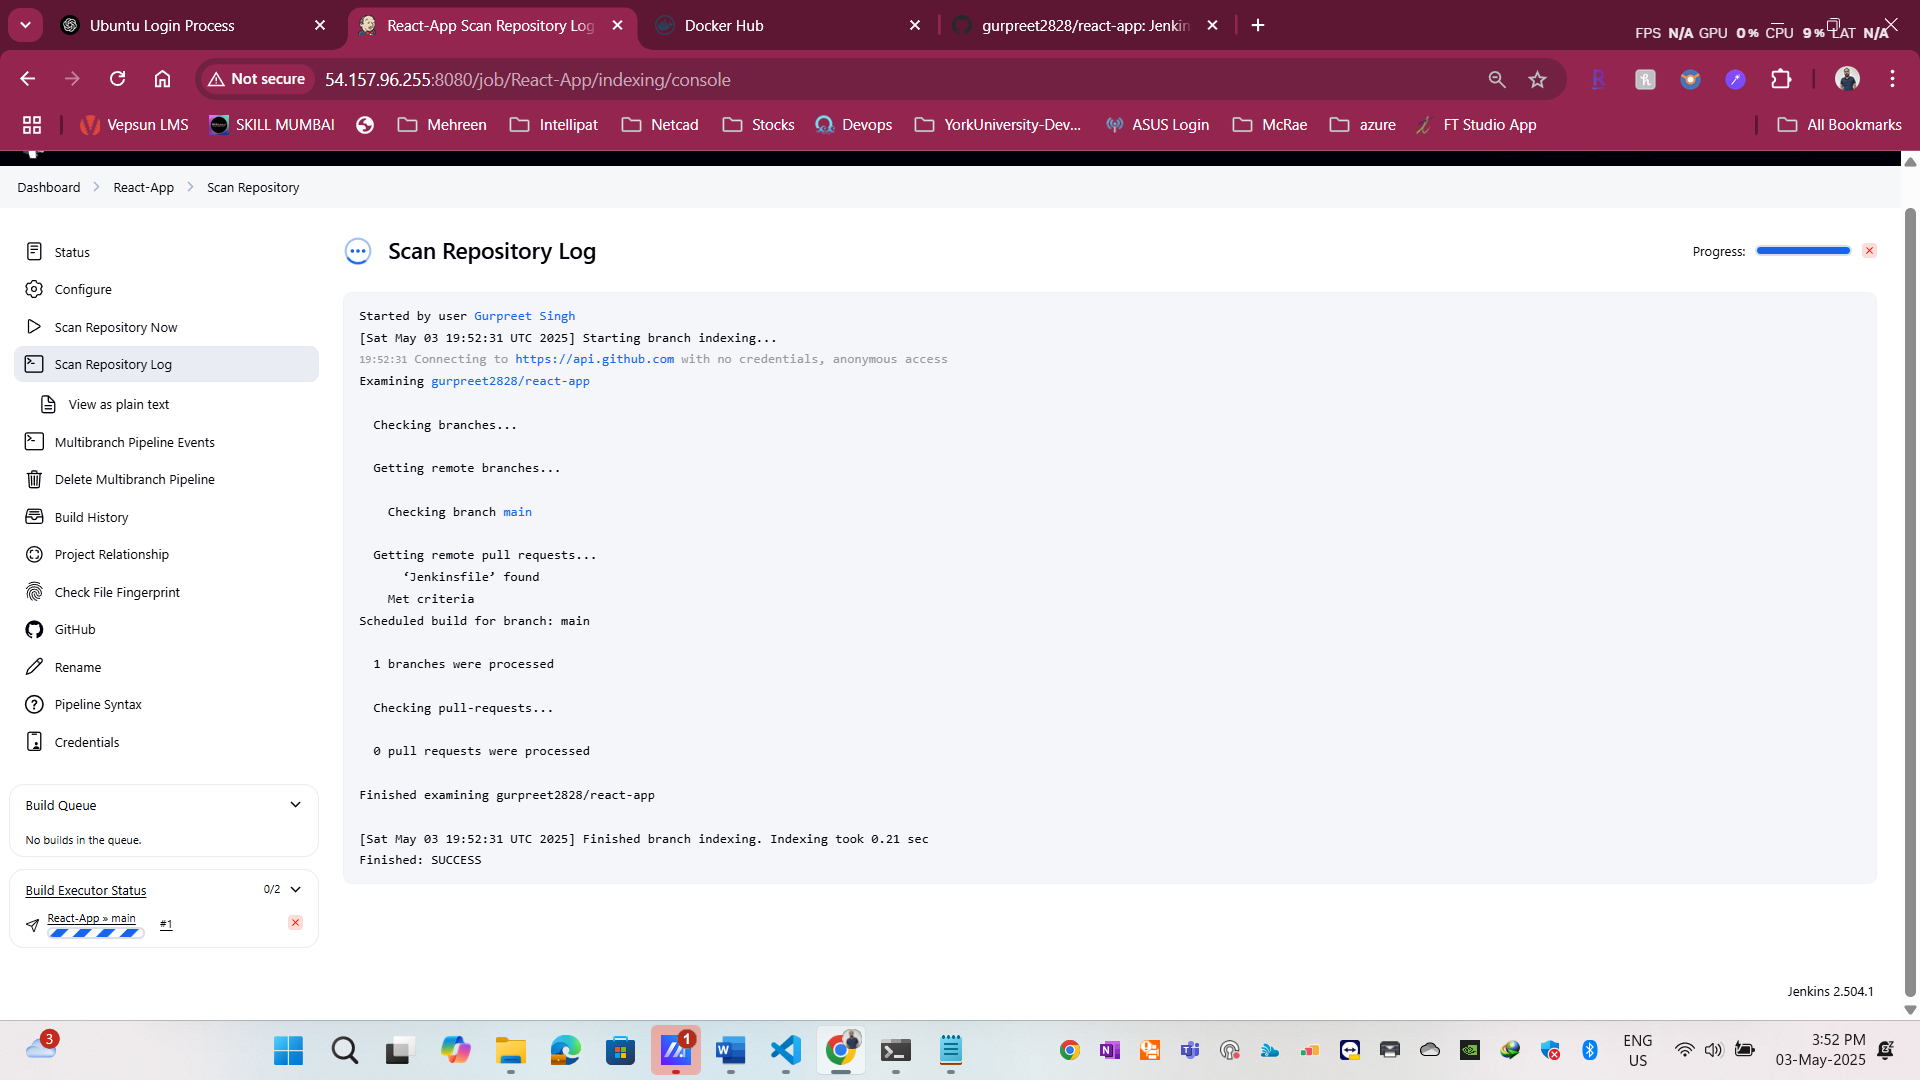 Ubuntu Login Process
React-App Scan Repository Log
Docker Hub
gurpreet2828/react-app: Jenkin
FPS N/A GPU 0% CPU 9% LAT N/A
Not secure
54.157.96.255:8080/job/React-App/indexing/console
Vepsun LMS
SKILL MUMBAI
Mehreen
Intellipat
Netcad
Stocks
Devops
YorkUniversity-Dev...
ASUS Login
McRae
azure
FT Studio App
All Bookmarks
Dashboard
React-App
Scan Repository
Status
Configure
Scan Repository Now
Scan Repository Log
View as plain text
Multibranch Pipeline Events
Delete Multibranch Pipeline
Build History
Project Relationship
Check File Fingerprint
GitHub
Rename
Pipeline Syntax
Credentials
Build Queue
No builds in the queue.
Build Executor Status
0/2
React-App » main
#1
Scan Repository Log
Progress:
Started by user Gurpreet Singh
[Sat May 03 19:52:31 UTC 2025] Starting branch indexing...
19:52:31 Connecting to https://api.github.com with no credentials, anonymous access
Examining gurpreet2828/react-app
Checking branches...
Getting remote branches...
Checking branch main
Getting remote pull requests...
‘Jenkinsfile’ found
Met criteria
Scheduled build for branch: main
1 branches were processed
Checking pull-requests...
0 pull requests were processed
Finished examining gurpreet2828/react-app
[Sat May 03 19:52:31 UTC 2025] Finished branch indexing. Indexing took 0.21 sec
Finished: SUCCESS
Jenkins 2.504.1
3
1
ENG
US
3:52 PM
03-May-2025